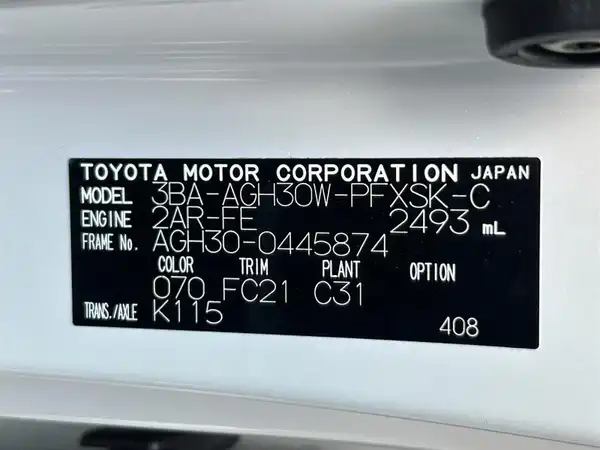 TOYOTA MOTOR CORPORATION JAPAN
MODEL 3BA-AGH30W-PFXSK-C
ENGINE 2AR-FE 2493 mL
FRAME No. AGH30-0445874
COLOR TRIM PLANT OPTION
070 FC21 C31
TRANS./AXLE K115
408